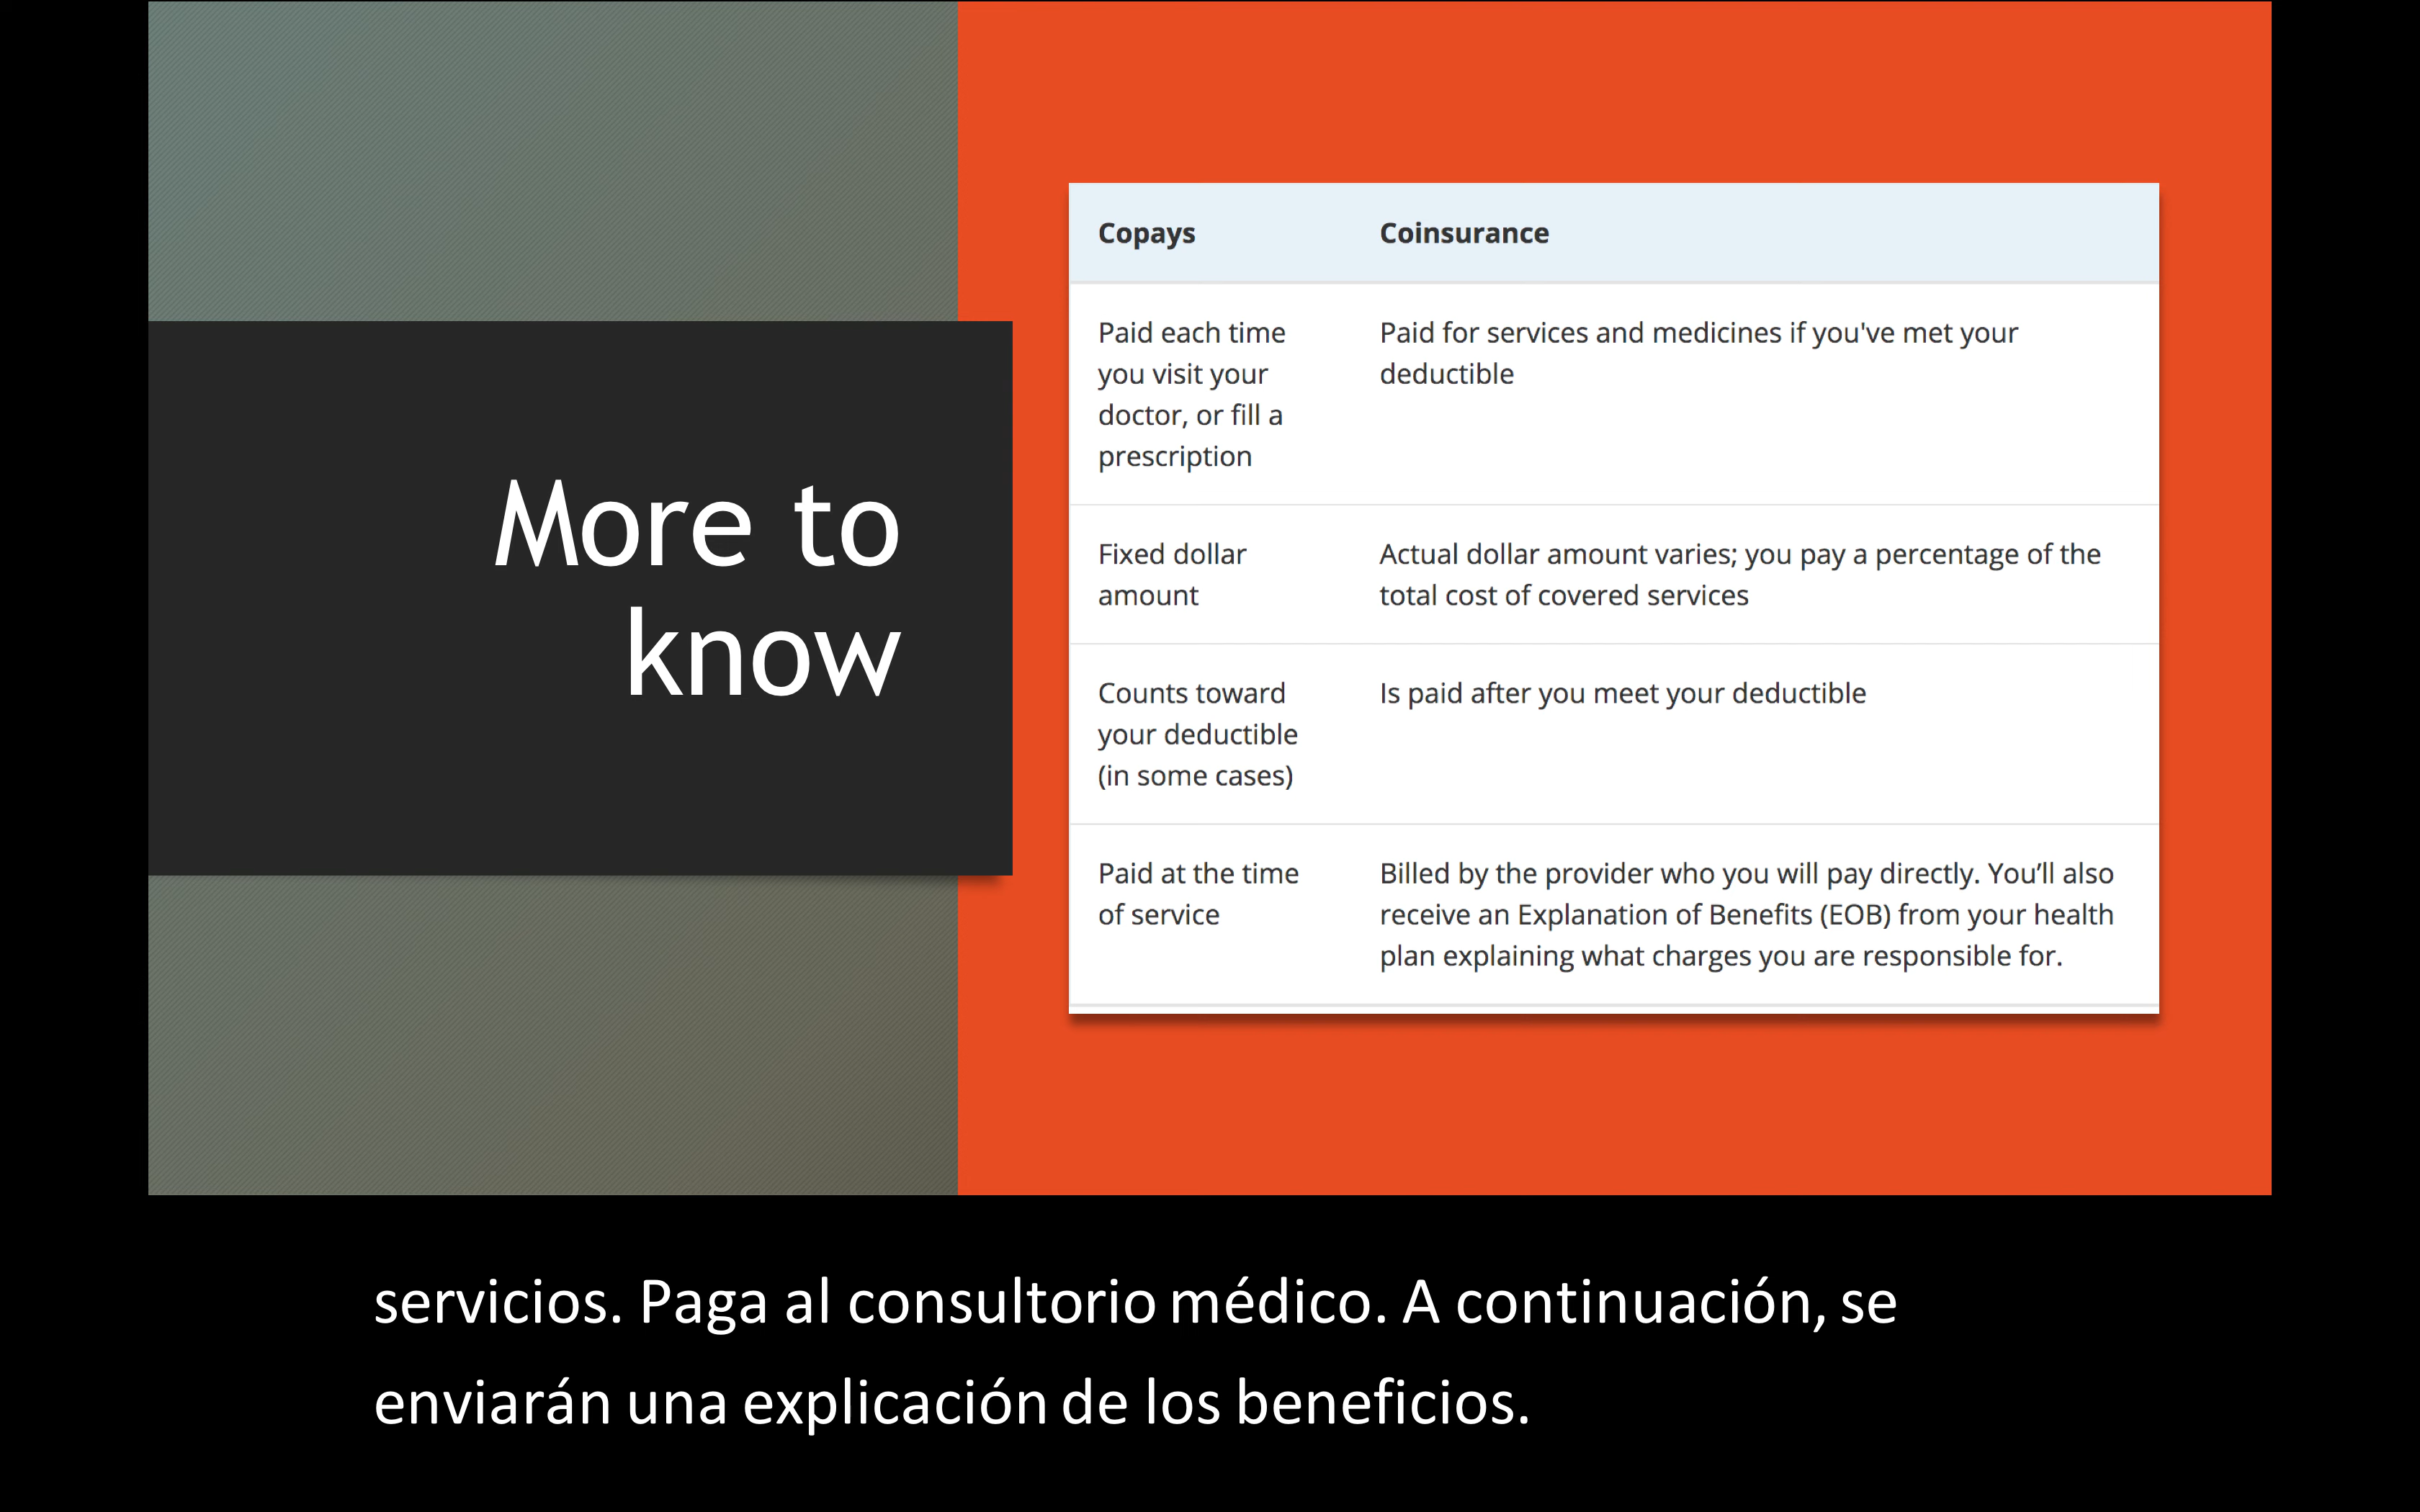 More to
know
Copays Coinsurance
Paid each time
you visit your
doctor, or fill a
prescription
Paid for services and medicines if you've met your
deductible
Fixed dollar
amount
Actual dollar amount varies; you pay a percentage of the
total cost of covered services
Counts toward
your deductible
(in some cases)
Is paid after you meet your deductible
Paid at the time
of service
Billed by the provider who you will pay directly. You’ll also
receive an Explanation of Benefits (EOB) from your health
plan explaining what charges you are responsible for.
servicios. Paga al consultorio médico. A continuación, se
enviarán una explicación de los beneficios.